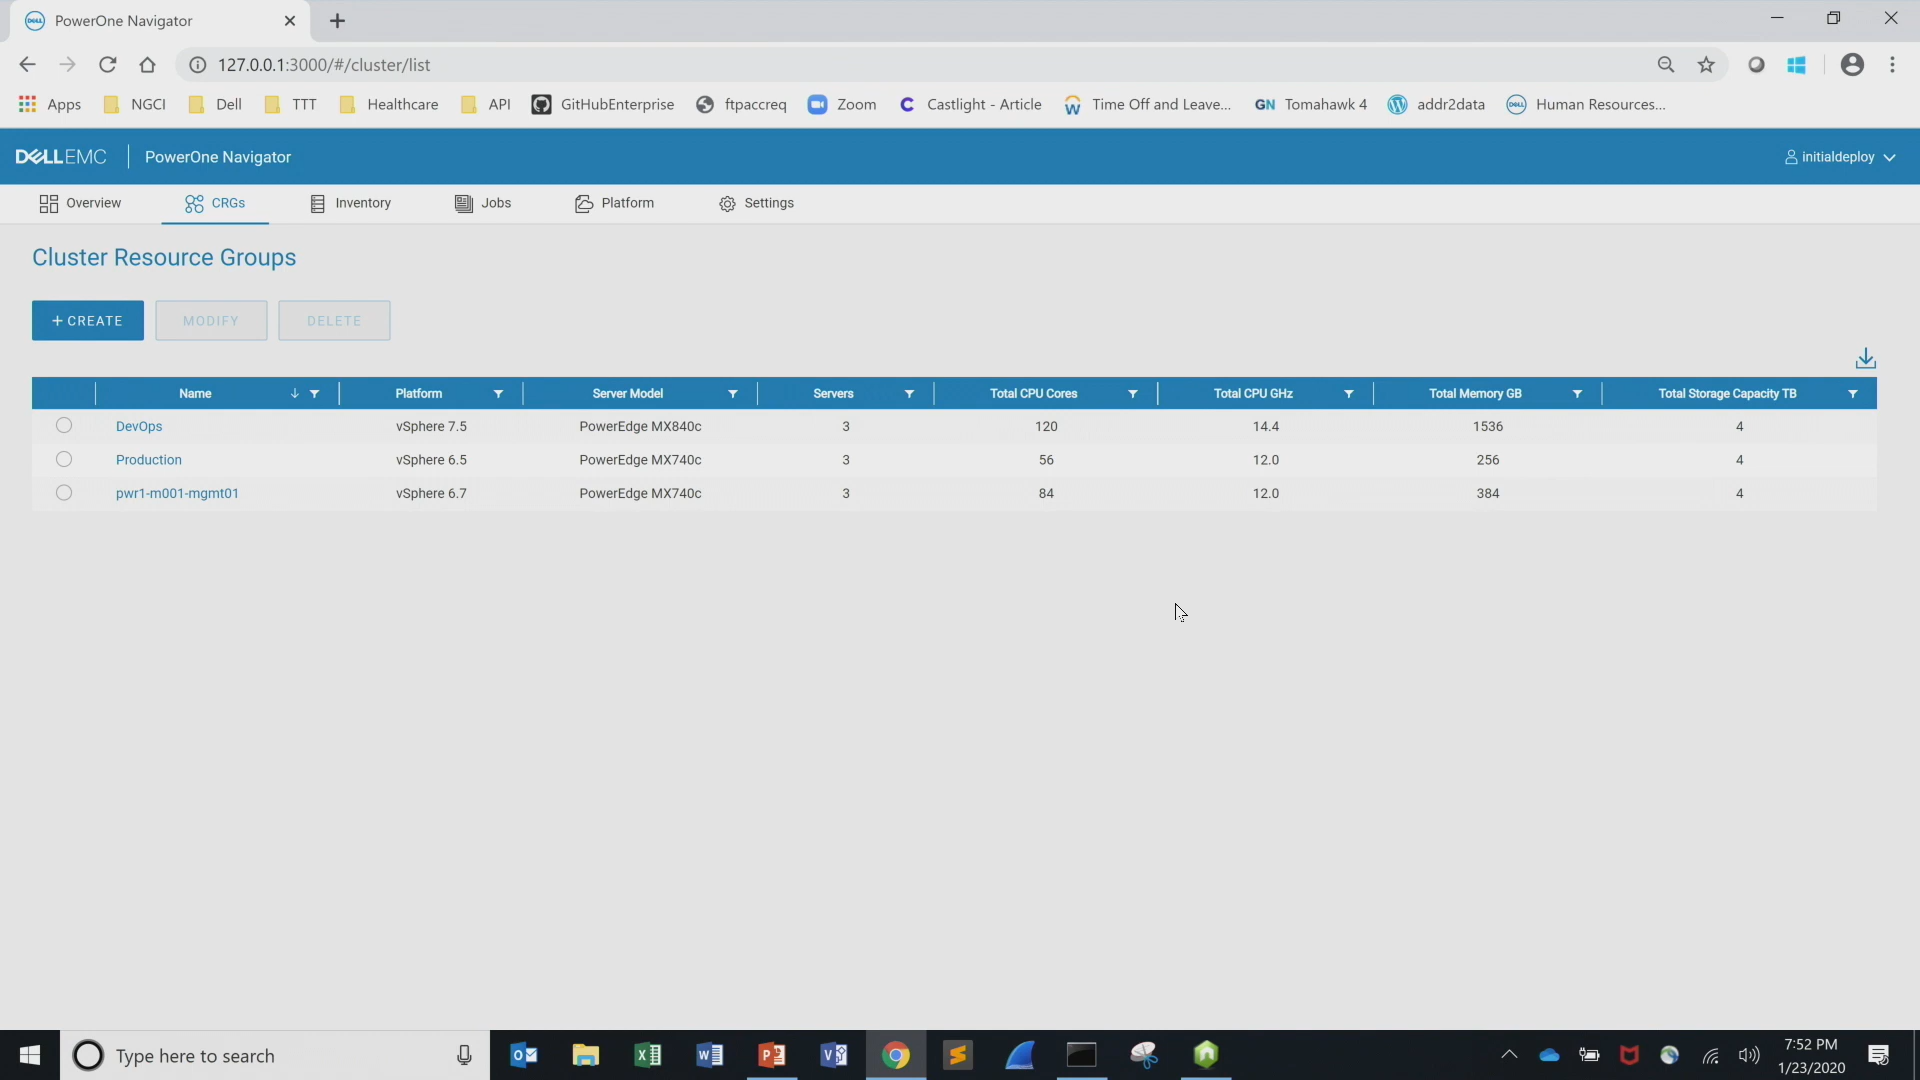 PowerOne Navigator
127.0.0.1:3000/#/cluster/list
Apps NGCI Dell TTT Healthcare API GitHubEnterprise ftpaccreq Zoom Castlight - Article Time Off and Leave... GN Tomahawk 4 addr2data Human Resources...
DELLEMC PowerOne Navigator initialdeploy
Overview CRGs Inventory Jobs Platform Settings
Cluster Resource Groups
+ CREATE MODIFY DELETE
Name Platform Server Model Servers Total CPU Cores Total CPU GHz Total Memory GB Total Storage Capacity TB
DevOps vSphere 7.5 PowerEdge MX840c 3 120 14.4 1536 4
Production vSphere 6.5 PowerEdge MX740c 3 56 12.0 256 4
pwr1-m001-mgmt01 vSphere 6.7 PowerEdge MX740c 3 84 12.0 384 4
Type here to search
7:52 PM
1/23/2020